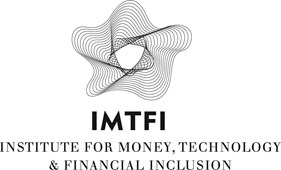 IMTFI
INSTITUTE FOR MONEY, TECHNOLOGY
& FINANCIAL INCLUSION